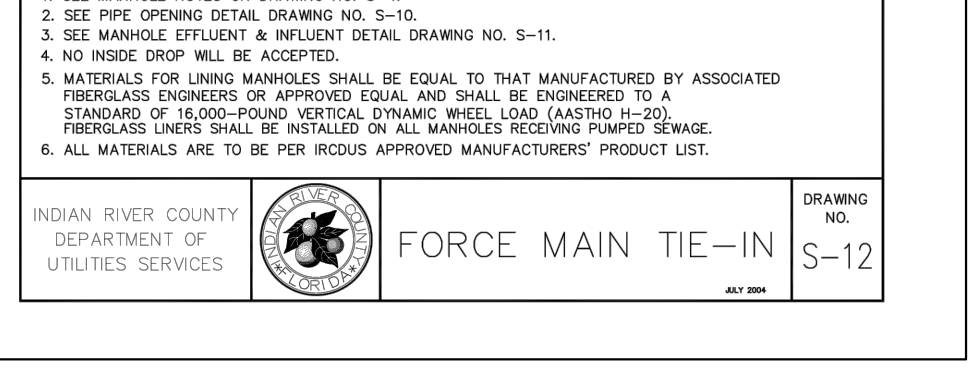 2. SEE PIPE OPENING DETAIL DRAWING NO. S-10.
3. SEE MANHOLE EFFLUENT & INFLUENT DETAIL DRAWING NO. S-11.
4. NO INSIDE DROP WILL BE ACCEPTED.
5. MATERIALS FOR LINING MANHOLES SHALL BE EQUAL TO THAT MANUFACTURED BY ASSOCIATED
FIBERGLASS ENGINEERS OR APPROVED EQUAL AND SHALL BE ENGINEERED TO A
STANDARD OF 16,000-POUND VERTICAL DYNAMIC WHEEL LOAD (AASTHO H-20).
FIBERGLASS LINERS SHALL BE INSTALLED ON ALL MANHOLES RECEIVING PUMPED SEWAGE.
6. ALL MATERIALS ARE TO BE PER IRCDUS APPROVED MANUFACTURERS' PRODUCT LIST.
INDIAN RIVER COUNTY
DEPARTMENT OF
UTILITIES SERVICES
INDIAN RIVER COUNTY
*FLORIDA*
FORCE MAIN TIE-IN
JULY 2004
DRAWING
NO.
S-12